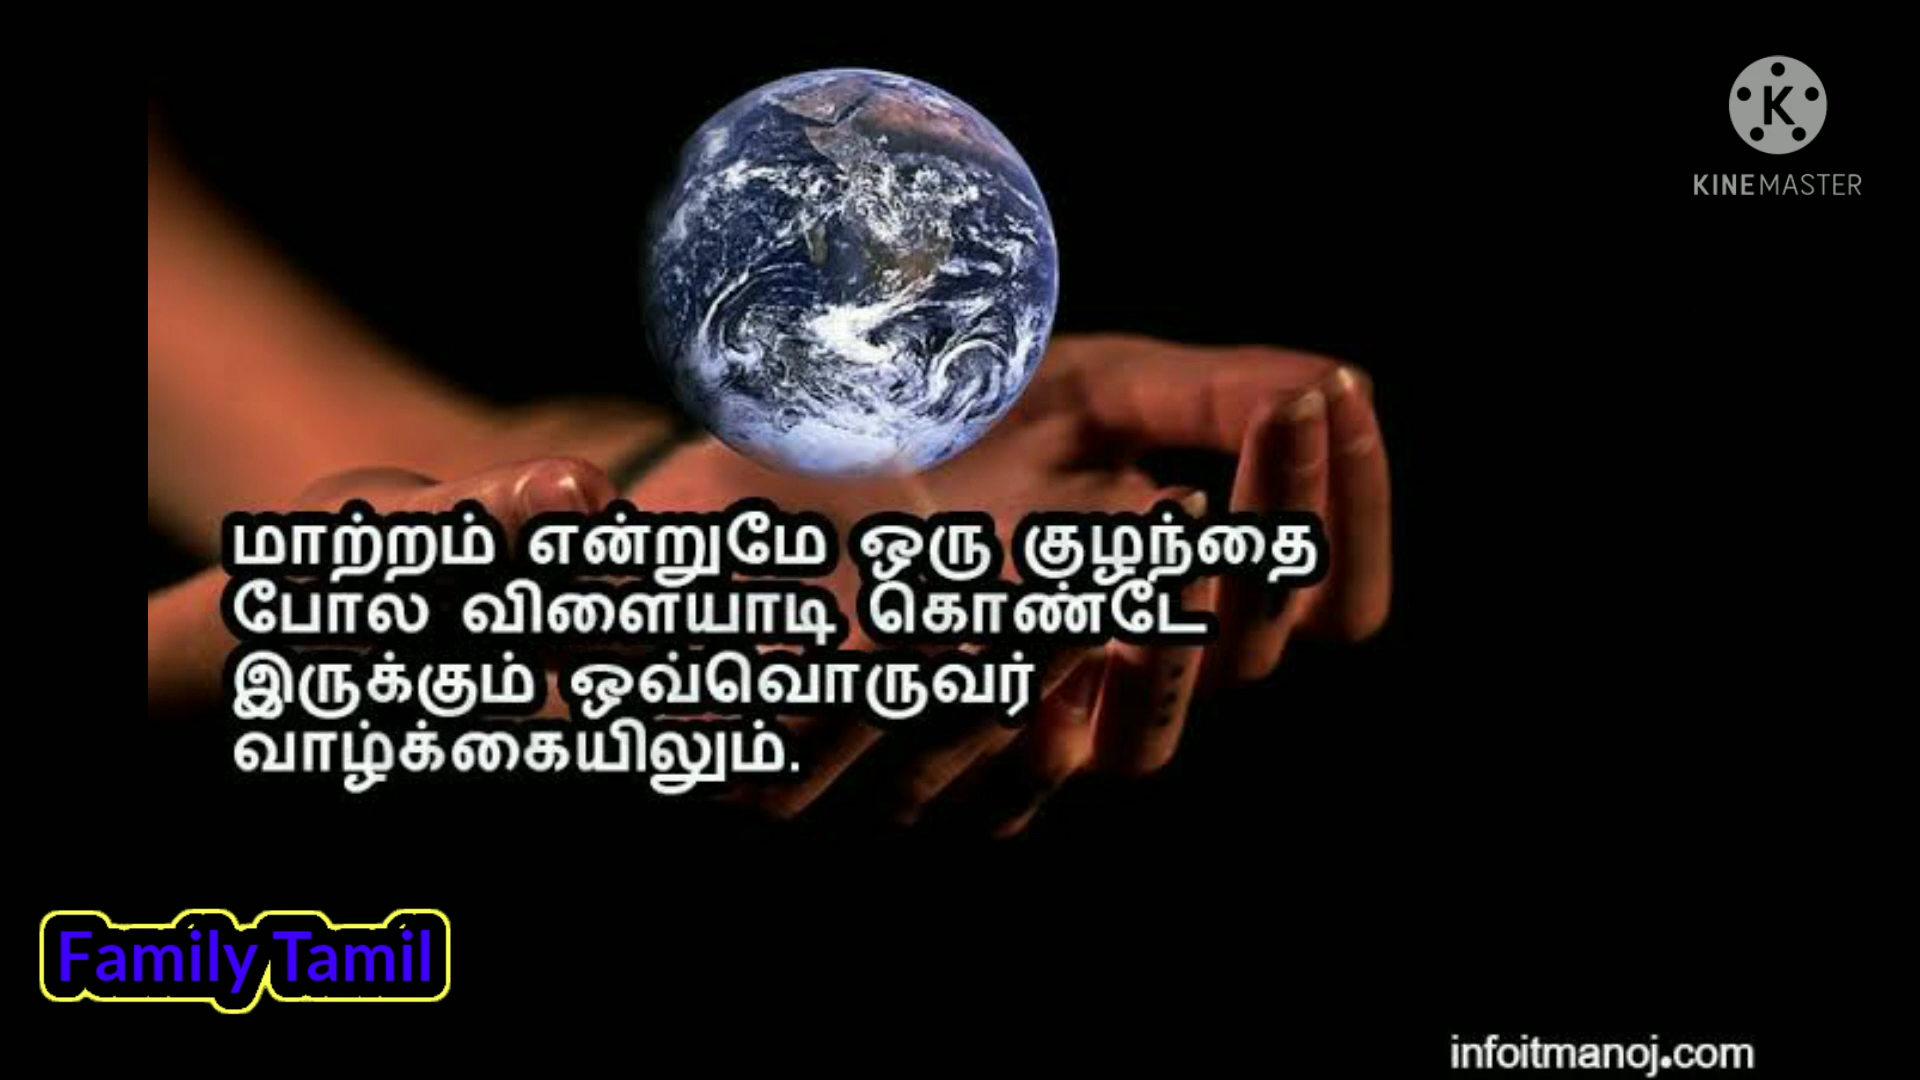 K
KINEMASTER
மாற்றம் என்றுமே ஒரு குழந்தை
போல விளையாடி கொண்டே
இருக்கும் ஒவ்வொருவர்
வாழ்க்கையிலும்.
Family Tamil
infoitmanoj.com